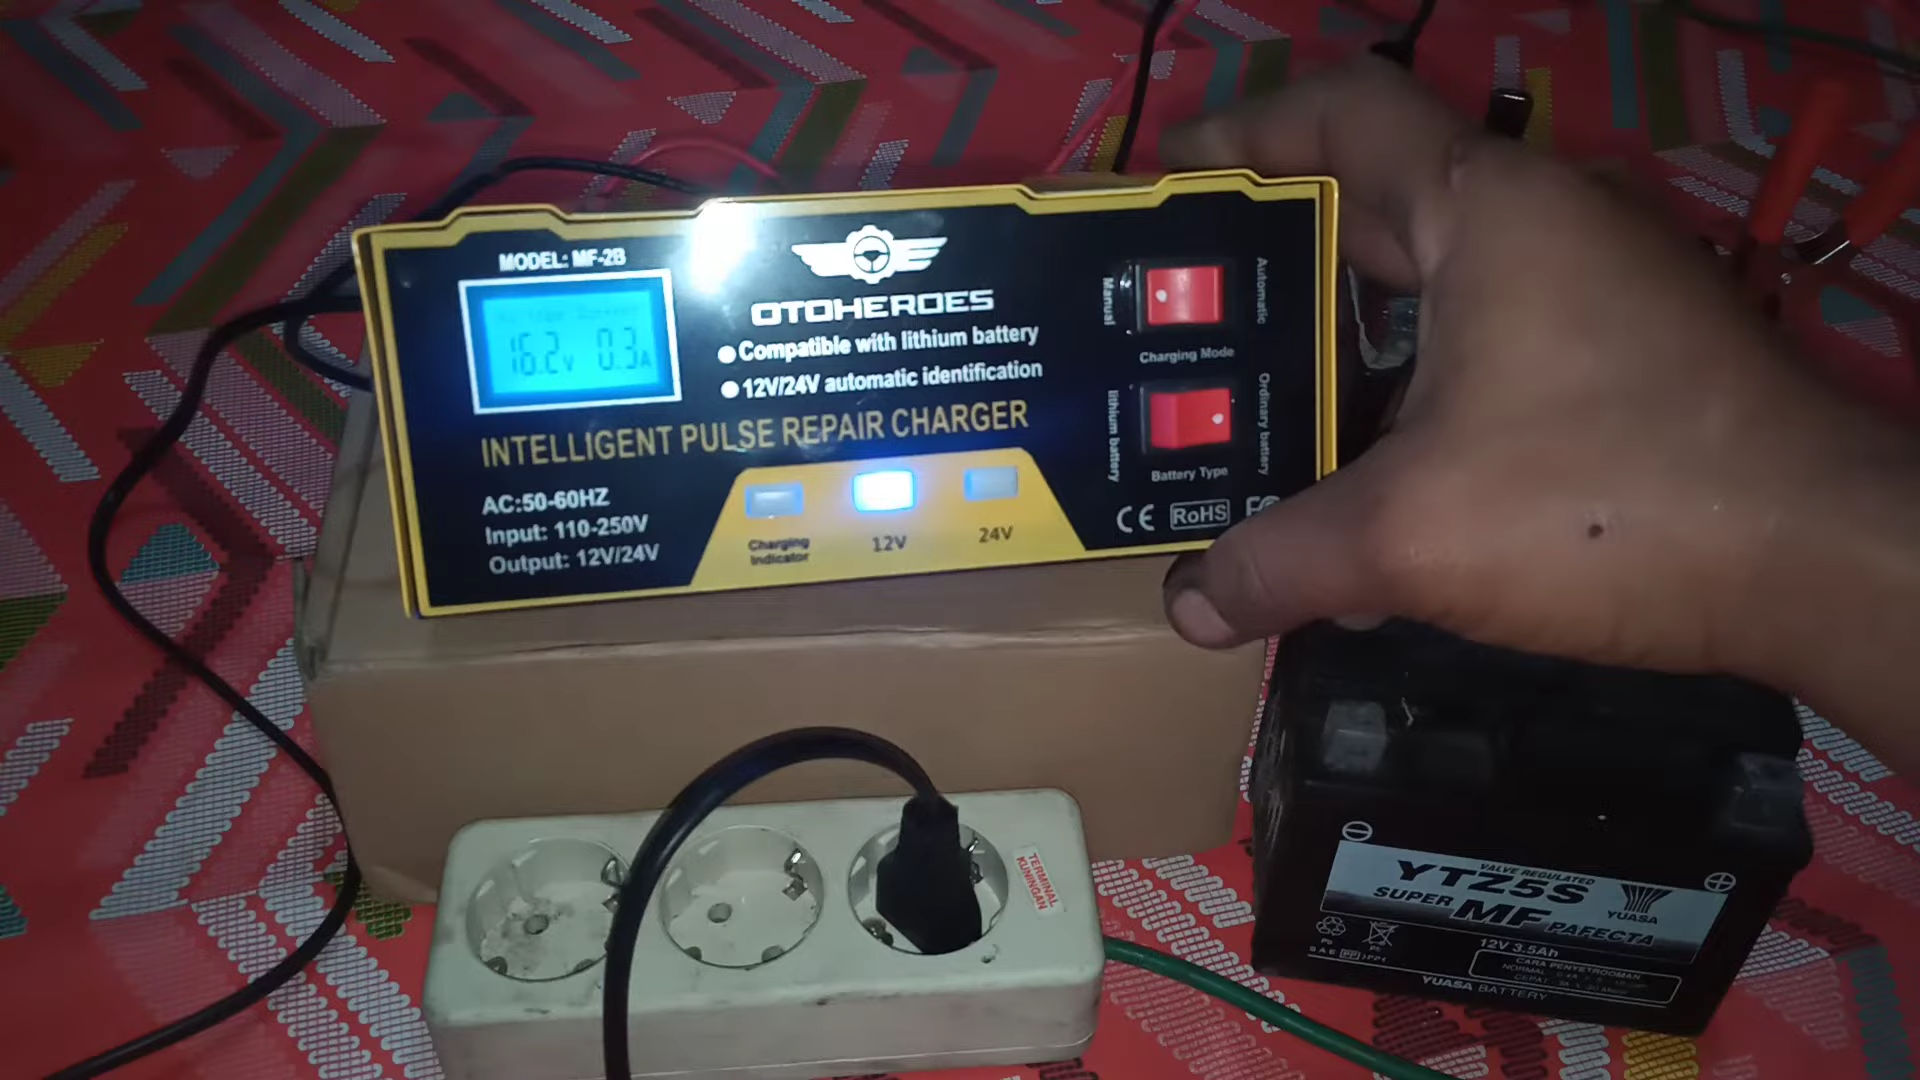 MODEL: MF-2B
16.2V 0.3A
OTOHEROES
Compatible with lithium battery
12V/24V automatic identification
INTELLIGENT PULSE REPAIR CHARGER
AC:50-60HZ
Input: 110-250V
Output: 12V/24V
Charging
Indicator
12V
24V
Manual
Automatic
Charging Mode
lithium battery
Ordinary battery
Battery Type
CE RoHS
TERMINAL
KUNINGAN
VALVE REGULATED
YTZ5S
SUPER MF PAFECTA
YUASA
12V 3.5Ah
CARA PENYETROOMAN
NORMAL
CEPAT
YUASA BATTERY